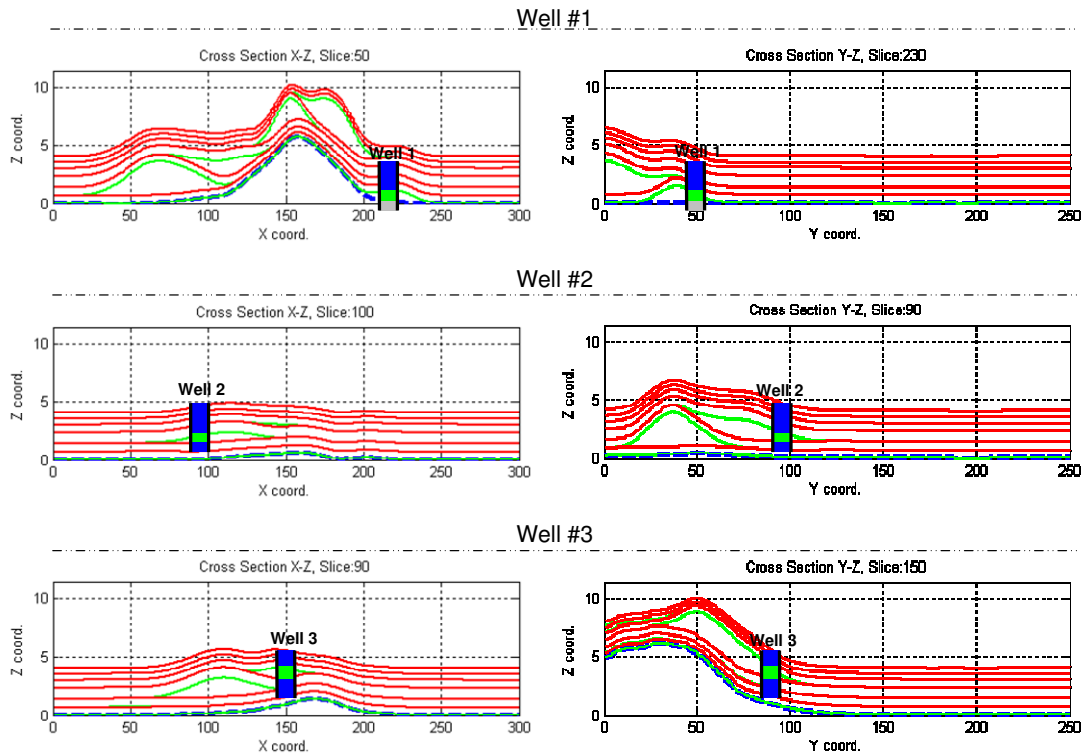 Well #1
Cross Section X-Z, Slice:50
Z coord.
10
5
0
Well 1
0 50 100 150 200 250 300
X coord.
Cross Section Y-Z, Slice:230
Z coord.
10
5
0
Well 1
0 50 100 150 200 250
Y coord.
Well #2
Cross Section X-Z, Slice:100
Z coord.
10
5
0
Well 2
0 50 100 150 200 250 300
X coord.
Cross Section Y-Z, Slice:90
Z coord.
10
5
0
Well 2
0 50 100 150 200 250
Y coord.
Well #3
Cross Section X-Z, Slice:90
Z coord.
10
5
0
Well 3
0 50 100 150 200 250 300
X coord.
Cross Section Y-Z, Slice:150
Z coord.
10
5
0
Well 3
0 50 100 150 200 250
Y coord.